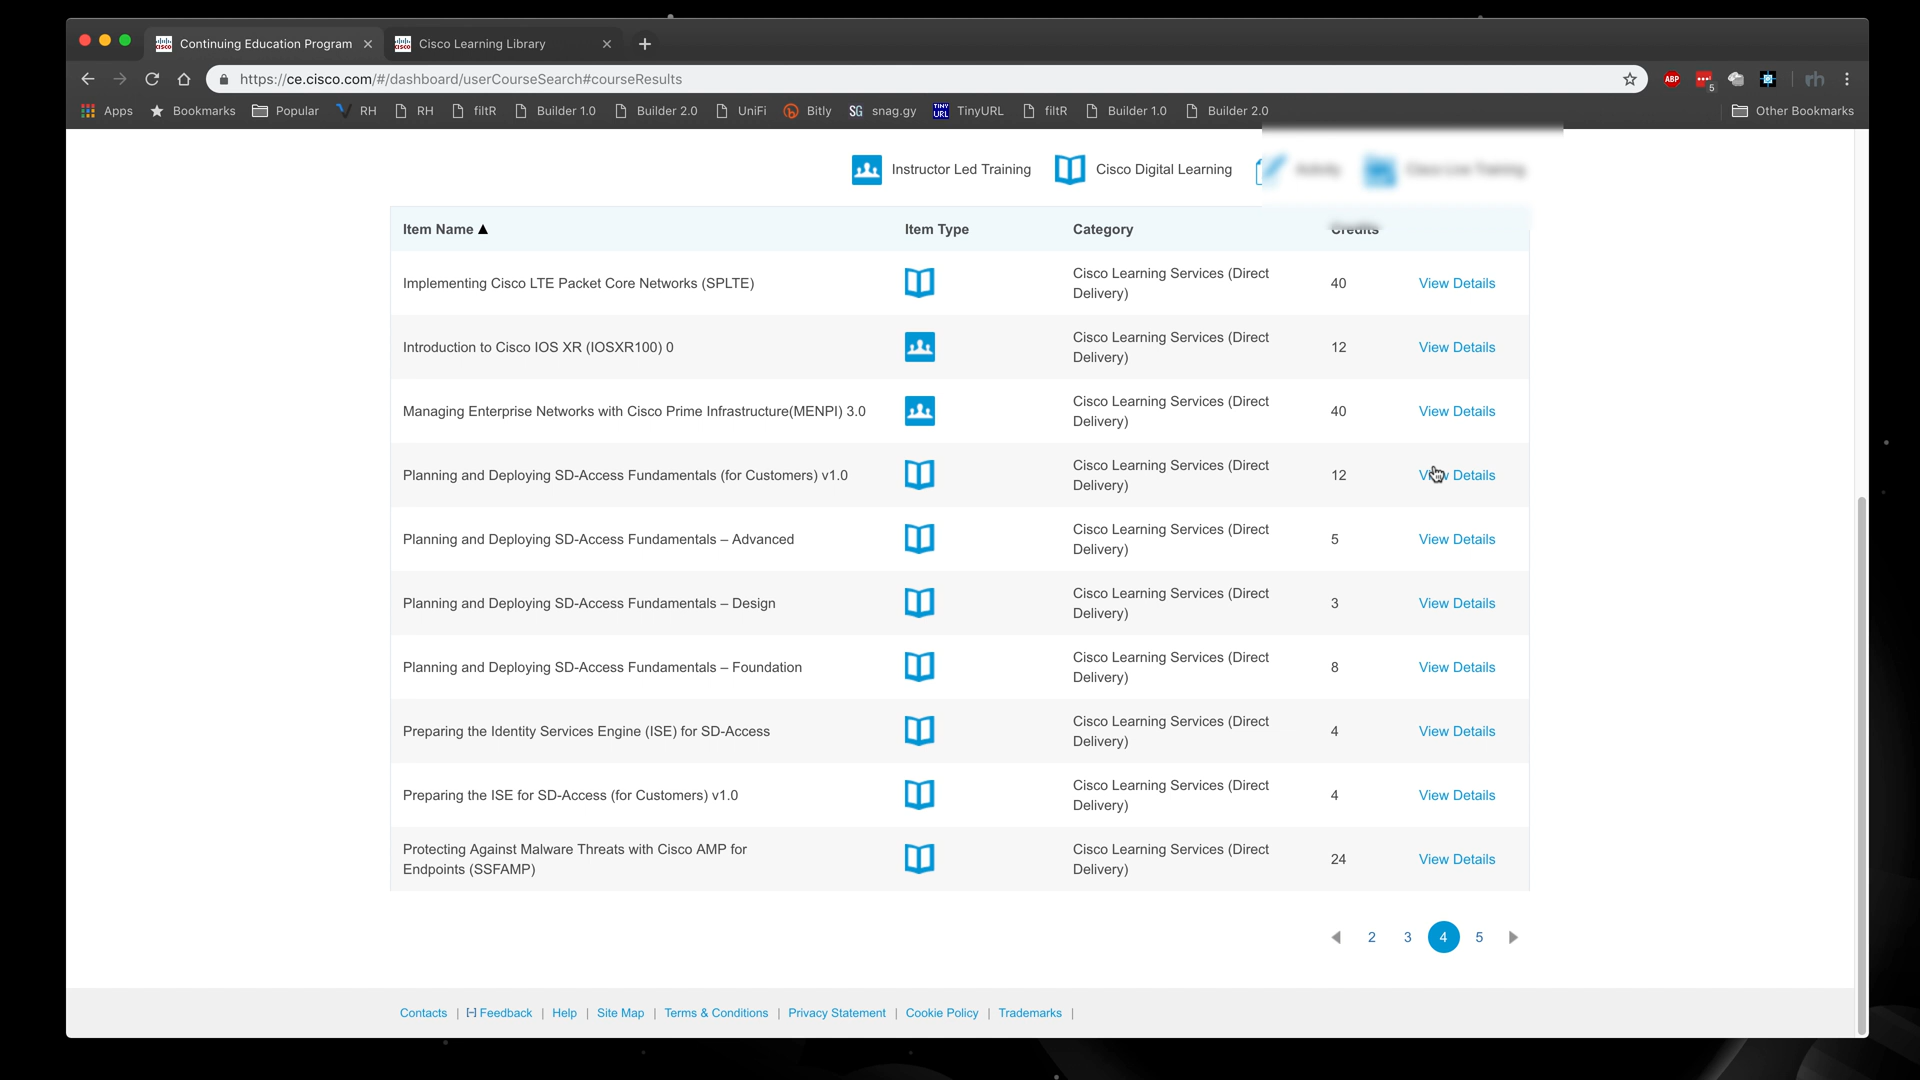 Continuing Education Program
Cisco Learning Library
https://ce.cisco.com/#/dashboard/userCourseSearch#courseResults
ABP
5
rh
Apps Bookmarks Popular RH RH filtR Builder 1.0 Builder 2.0 UniFi Bitly SG snag.gy TINY URL TinyURL filtR Builder 1.0 Builder 2.0 Other Bookmarks
Instructor Led Training Cisco Digital Learning Activity Cisco Live Training
Item Name ▲ Item Type Category Credits
Implementing Cisco LTE Packet Core Networks (SPLTE) Cisco Learning Services (Direct
Delivery) 40 View Details
Introduction to Cisco IOS XR (IOSXR100) 0 Cisco Learning Services (Direct
Delivery) 12 View Details
Managing Enterprise Networks with Cisco Prime Infrastructure(MENPI) 3.0 Cisco Learning Services (Direct
Delivery) 40 View Details
Planning and Deploying SD-Access Fundamentals (for Customers) v1.0 Cisco Learning Services (Direct
Delivery) 12 View Details
Planning and Deploying SD-Access Fundamentals – Advanced Cisco Learning Services (Direct
Delivery) 5 View Details
Planning and Deploying SD-Access Fundamentals – Design Cisco Learning Services (Direct
Delivery) 3 View Details
Planning and Deploying SD-Access Fundamentals – Foundation Cisco Learning Services (Direct
Delivery) 8 View Details
Preparing the Identity Services Engine (ISE) for SD-Access Cisco Learning Services (Direct
Delivery) 4 View Details
Preparing the ISE for SD-Access (for Customers) v1.0 Cisco Learning Services (Direct
Delivery) 4 View Details
Protecting Against Malware Threats with Cisco AMP for
Endpoints (SSFAMP) Cisco Learning Services (Direct
Delivery) 24 View Details
2 3 4 5
Contacts | [-] Feedback | Help | Site Map | Terms & Conditions | Privacy Statement | Cookie Policy | Trademarks |